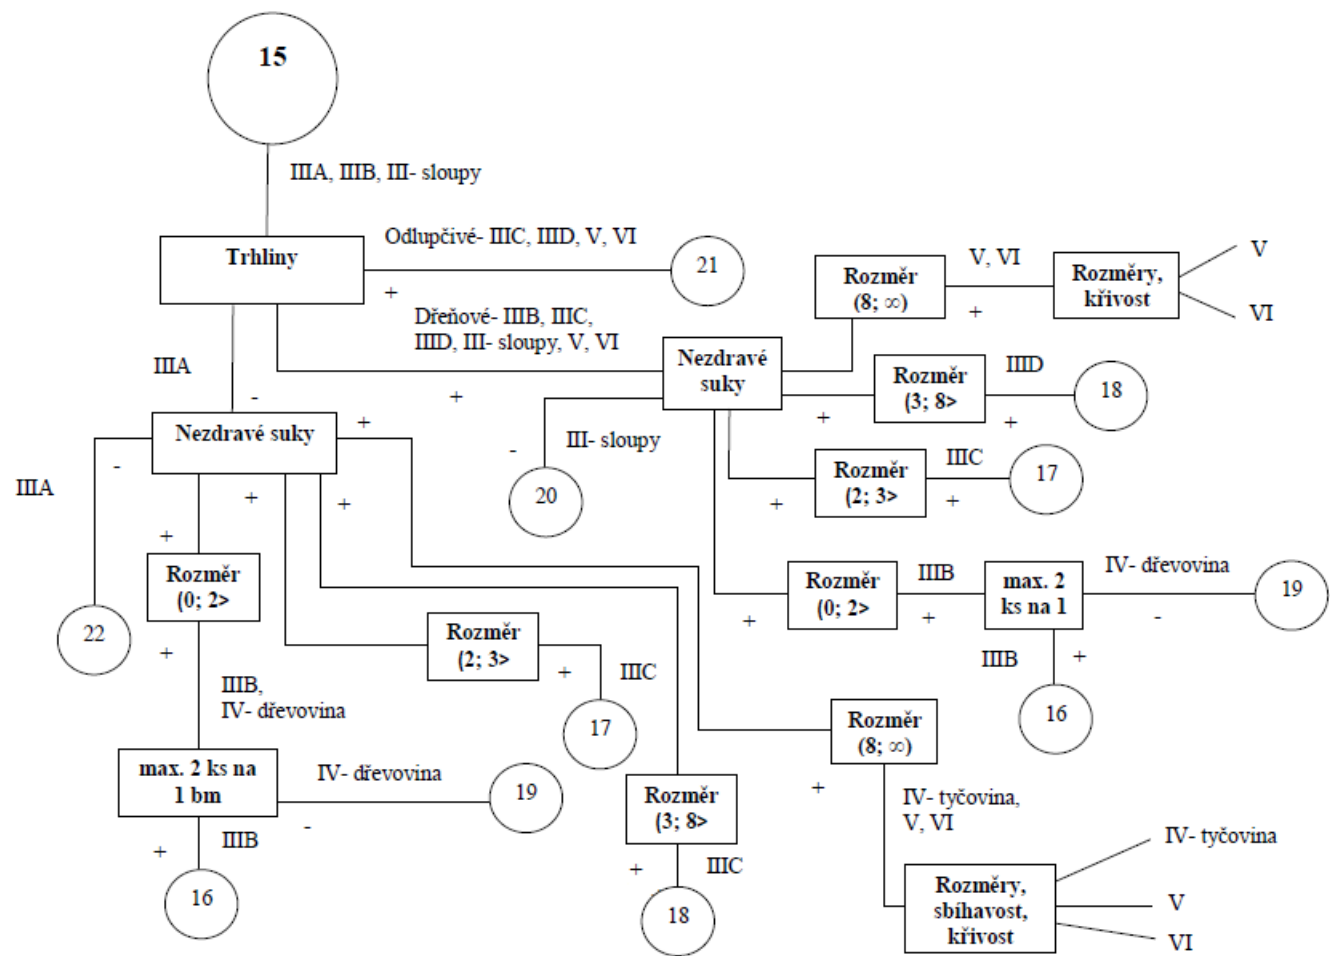 15
IIIA, IIIB, III- sloupy
Trhliny
Odlupčivé- IIIC, IIID, V, VI
+
21
Dřeňové- IIIB, IIIC,
IIID, III- sloupy, V, VI
+
Nezdravé
suky
Rozměr
(8; ∞)
V, VI
+
Rozměry,
křivost
V
VI
+
Rozměr
(3; 8>
IIID
+
18
-
III- sloupy
20
+
Rozměr
(2; 3>
IIIC
+
17
+
Rozměr
(0; 2>
IIIB
+
max. 2
ks na 1
IV- dřevovina
-
19
IIIB
+
16
IIIA
-
Nezdravé suky
+
-
IIIA
22
+
+
+
Rozměr
(0; 2>
+
IIIB,
IV- dřevovina
max. 2 ks na
1 bm
IV- dřevovina
-
19
+
IIIB
16
Rozměr
(2; 3>
+
IIIC
17
Rozměr
(3; 8>
+
IIIC
18
Rozměr
(8; ∞)
+
IV- tyčovina,
V, VI
Rozměry,
sbíhavost,
křivost
IV- tyčovina
V
VI